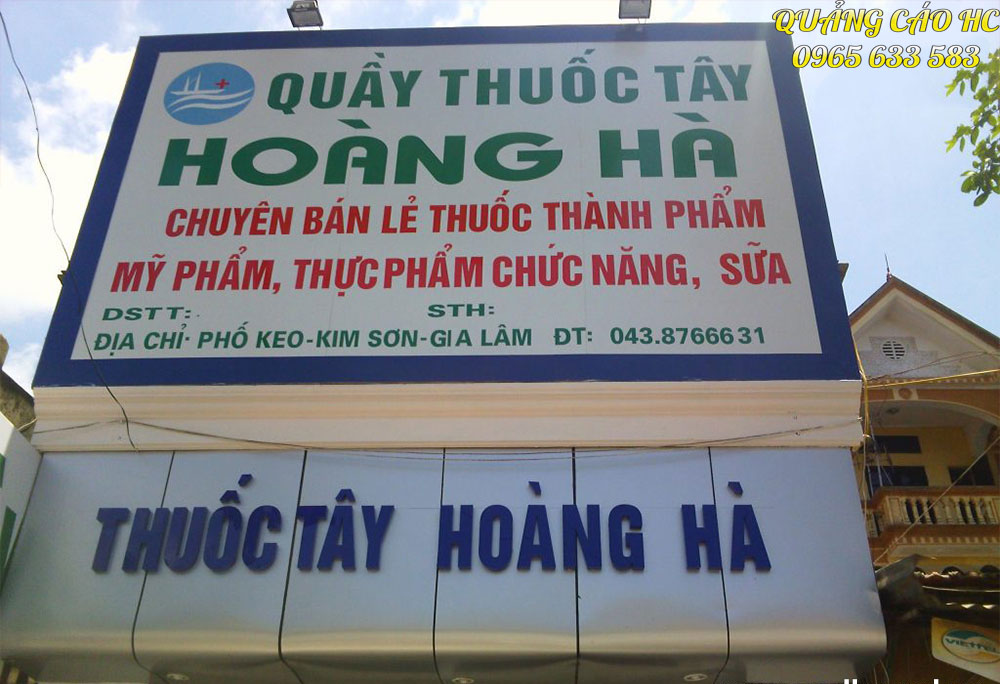 QUẢNG CÁO HC
0965 633 583
QUẦY THUỐC TÂY
HOÀNG HÀ
CHUYÊN BÁN LẺ THUỐC THÀNH PHẨM
MỸ PHẨM, THỰC PHẨM CHỨC NĂNG, SỮA
DSTT: STH:
ĐỊA CHỈ: PHỐ KEO-KIM SƠN-GIA LÂM ĐT: 043.8766631
THUỐC TÂY HOÀNG HÀ
VIETTEL